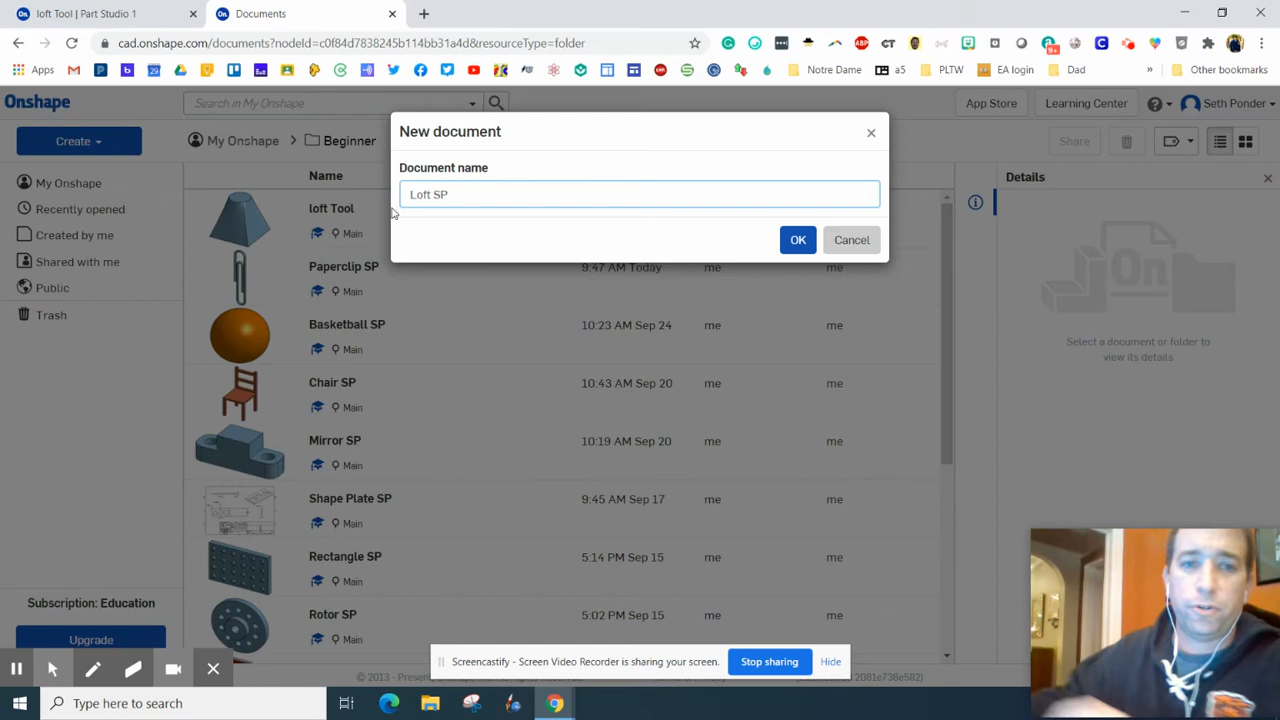 loft Tool | Part Studio 1
Documents
cad.onshape.com/documents?nodeId=c0f84d7838245b114bb31a4d&resourceType=folder
Apps
Notre Dame
a5
PLTW
EA login
Dad
Other bookmarks
Onshape
Search in My Onshape
App Store
Learning Center
Seth Ponder
Create
My Onshape
Beginner
Share
New document
Document name
Loft SP
OK
Cancel
My Onshape
Recently opened
Created by me
Shared with me
Public
Trash
Name
Details
loft Tool
Main
Paperclip SP
9:47 AM Today
me
me
Main
Basketball SP
10:23 AM Sep 24
me
me
Main
Chair SP
10:43 AM Sep 20
me
me
Main
Mirror SP
10:19 AM Sep 20
me
me
Main
Shape Plate SP
9:45 AM Sep 17
me
me
Main
Rectangle SP
5:14 PM Sep 15
me
me
Main
Rotor SP
5:02 PM Sep 15
me
me
Select a document or folder to
view its details
Subscription: Education
Upgrade
Screencastify - Screen Video Recorder is sharing your screen.
Stop sharing
Hide
© 2013 - Present
Type here to search